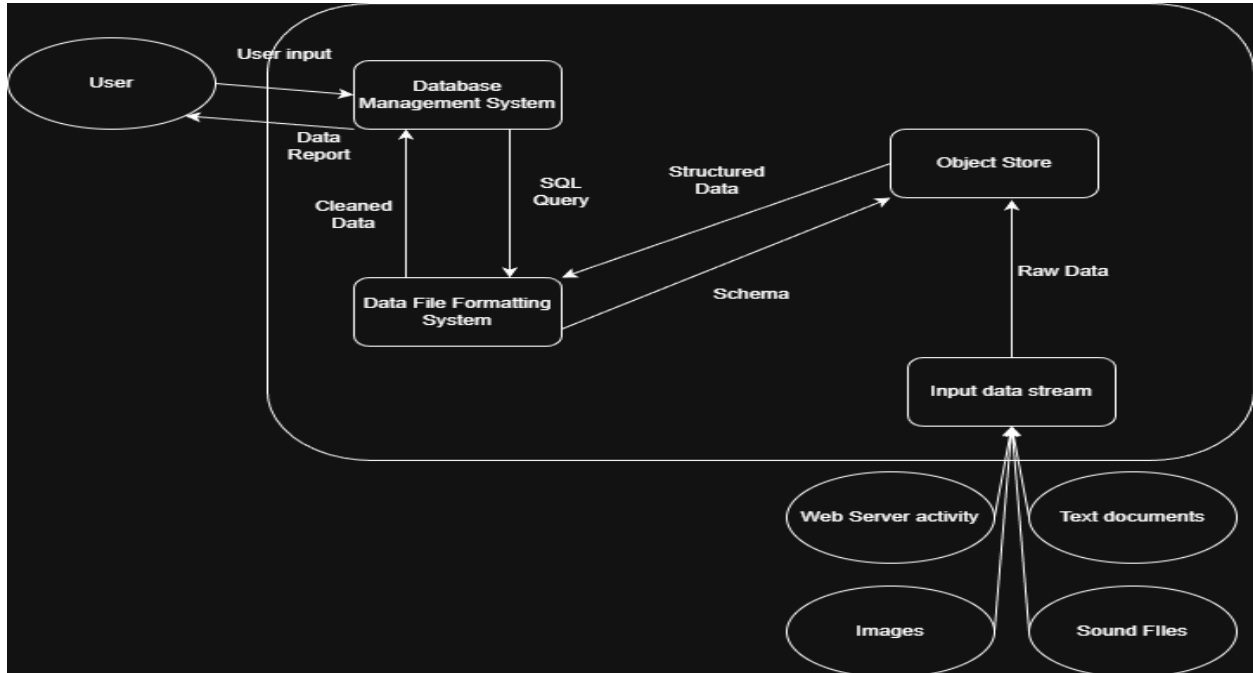 User input
User
Database
Management System
Data
Report
Object Store
Structured
Data
SQL
Query
Cleaned
Data
Raw Data
Schema
Data File Formatting
System
Input data stream
Web Server activity
Text documents
Images
Sound FIles